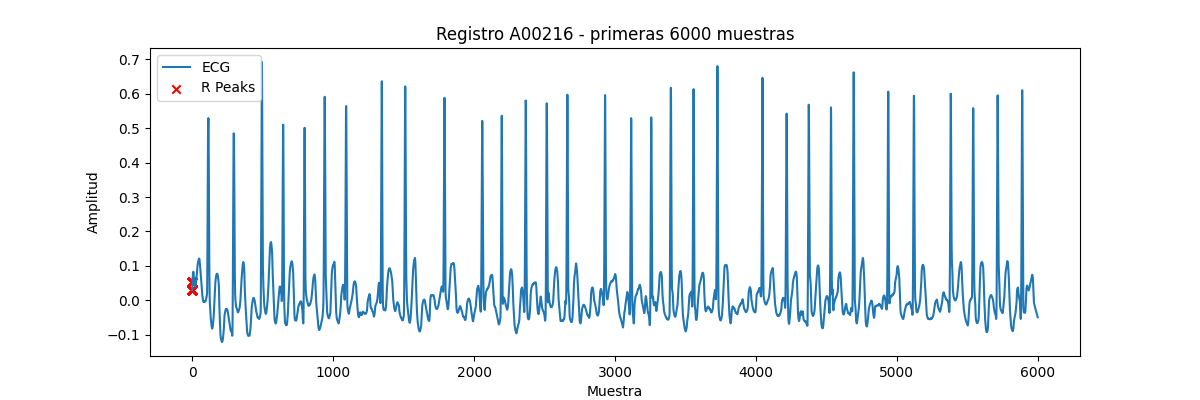 Registro A00216 - primeras 6000 muestras
ECG
R Peaks
Amplitud
0.7
0.6
0.5
0.4
0.3
0.2
0.1
0.0
−0.1
0 1000 2000 3000 4000 5000 6000
Muestra